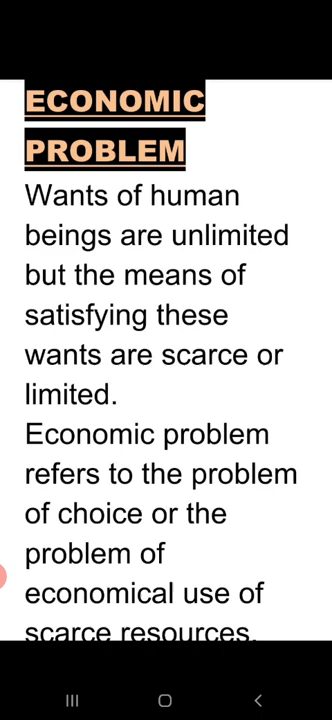 ECONOMIC
PROBLEM
Wants of human
beings are unlimited
but the means of
satisfying these
wants are scarce or
limited.
Economic problem
refers to the problem
of choice or the
problem of
economical use of
scarce resources.